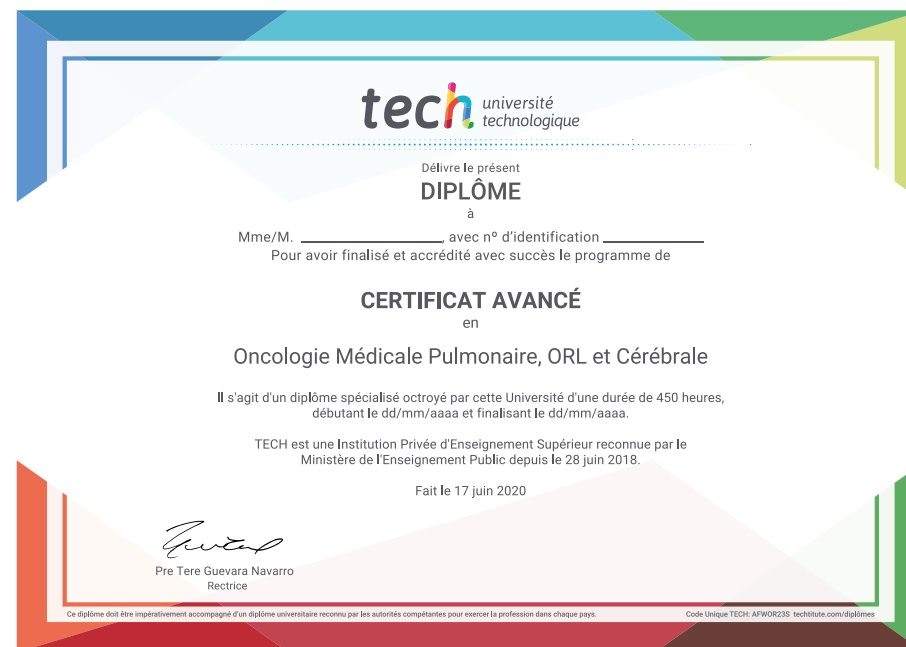 tech université
technologique
Délivre le présent
DIPLÔME
à
Mme/M. ____________________, avec nº d'identification ______________
Pour avoir finalisé et accrédité avec succès le programme de
CERTIFICAT AVANCÉ
en
Oncologie Médicale Pulmonaire, ORL et Cérébrale
Il s'agit d'un diplôme spécialisé octroyé par cette Université d'une durée de 450 heures,
débutant le dd/mm/aaaa et finalisant le dd/mm/aaaa.
TECH est une Institution Privée d'Enseignement Supérieur reconnue par le
Ministère de l'Enseignement Public depuis le 28 juin 2018.
Fait le 17 juin 2020
Pre Tere Guevara Navarro
Rectrice
Ce diplôme doit être impérativement accompagné d'un diplôme universitaire reconnu par les autorités compétantes pour exercer la profession dans chaque pays.
Code Unique TECH: AFWOR23S techtitute.com/diplômes